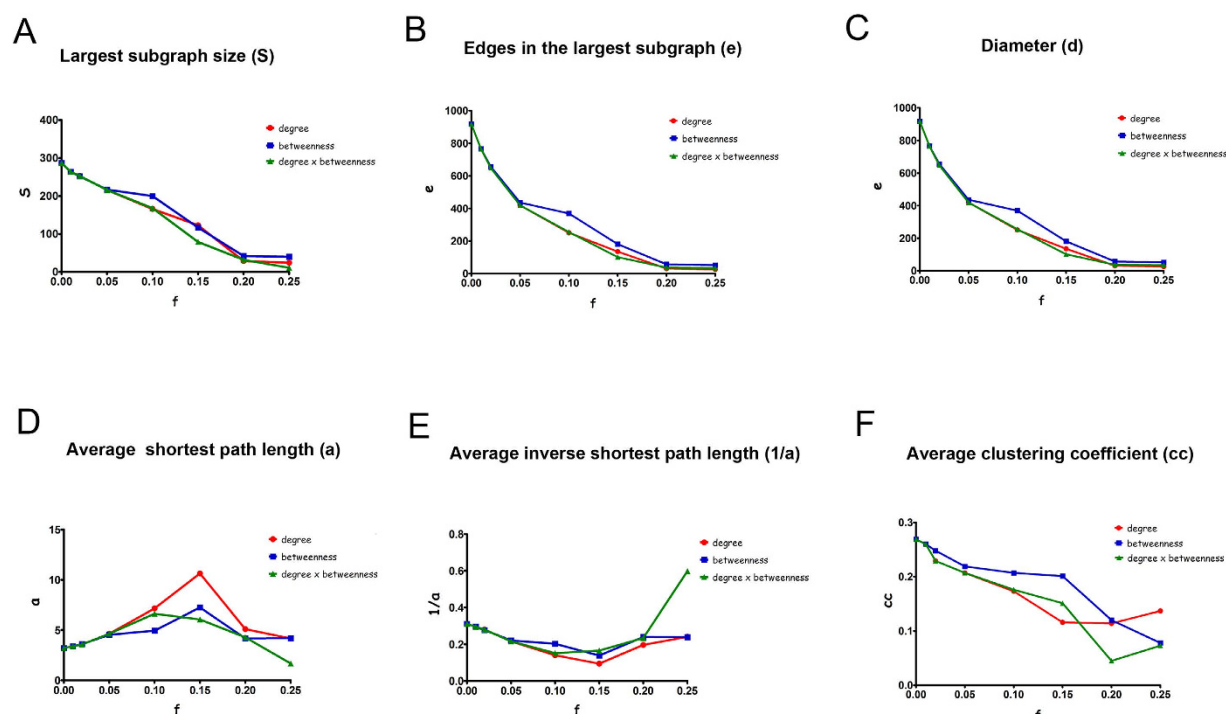 A
Largest subgraph size (S)
400
300
200
100
0
S
0.00 0.05 0.10 0.15 0.20 0.25
f
degree
betweenness
degree x betweenness
B
Edges in the largest subgraph (e)
1000
800
600
400
200
0
e
0.00 0.05 0.10 0.15 0.20 0.25
f
degree
betweenness
degree x betweenness
C
Diameter (d)
1000
800
600
400
200
0
e
0.00 0.05 0.10 0.15 0.20 0.25
f
degree
betweenness
degree x betweenness
D
Average shortest path length (a)
15
10
5
0
a
0.00 0.05 0.10 0.15 0.20 0.25
f
degree
betweenness
degree x betweenness
E
Average inverse shortest path length (1/a)
0.8
0.6
0.4
0.2
0.0
1/a
0.00 0.05 0.10 0.15 0.20 0.25
f
degree
betweenness
degree x betweenness
F
Average clustering coefficient (cc)
0.3
0.2
0.1
0.0
cc
0.00 0.05 0.10 0.15 0.20 0.25
f
degree
betweenness
degree x betweenness